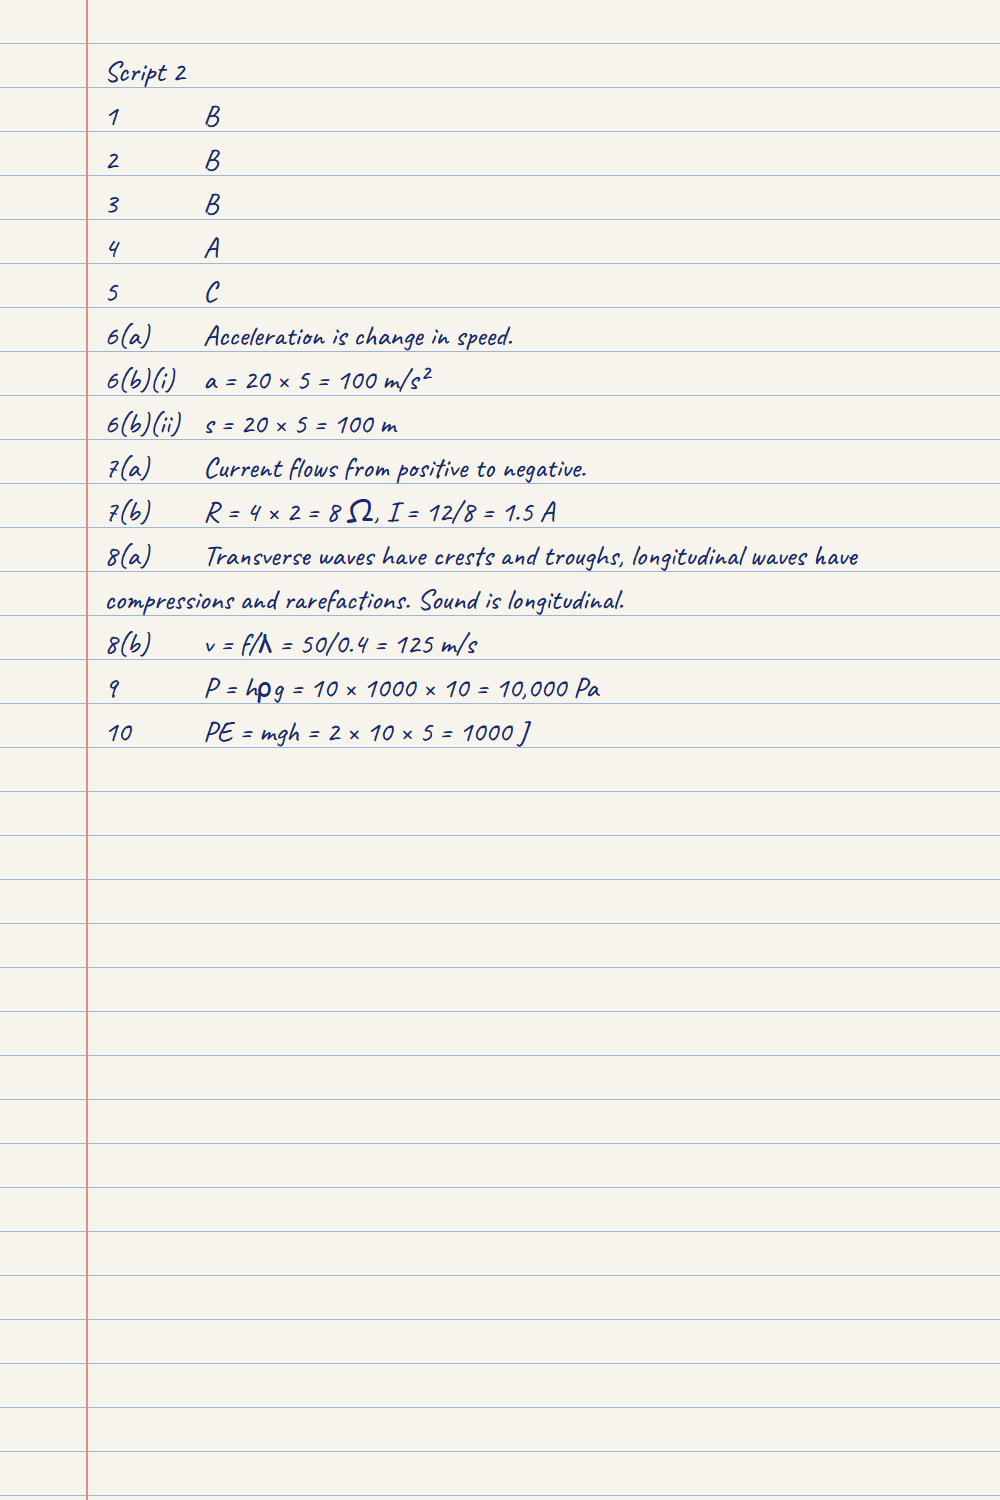 Script 2
1 B
2 B
3 B
4 A
5 C
6(a) Acceleration is change in speed.
6(b)(i) a = 20 × 5 = 100 m/s²
6(b)(ii) s = 20 × 5 = 100 m
7(a) Current flows from positive to negative.
7(b) R = 4 × 2 = 8 Ω, I = 12/8 = 1.5 A
8(a) Transverse waves have crests and troughs, longitudinal waves have
compressions and rarefactions. Sound is longitudinal.
8(b) v = f/λ = 50/0.4 = 125 m/s
9 P = hρg = 10 × 1000 × 10 = 10,000 Pa
10 PE = mgh = 2 × 10 × 5 = 1000 J